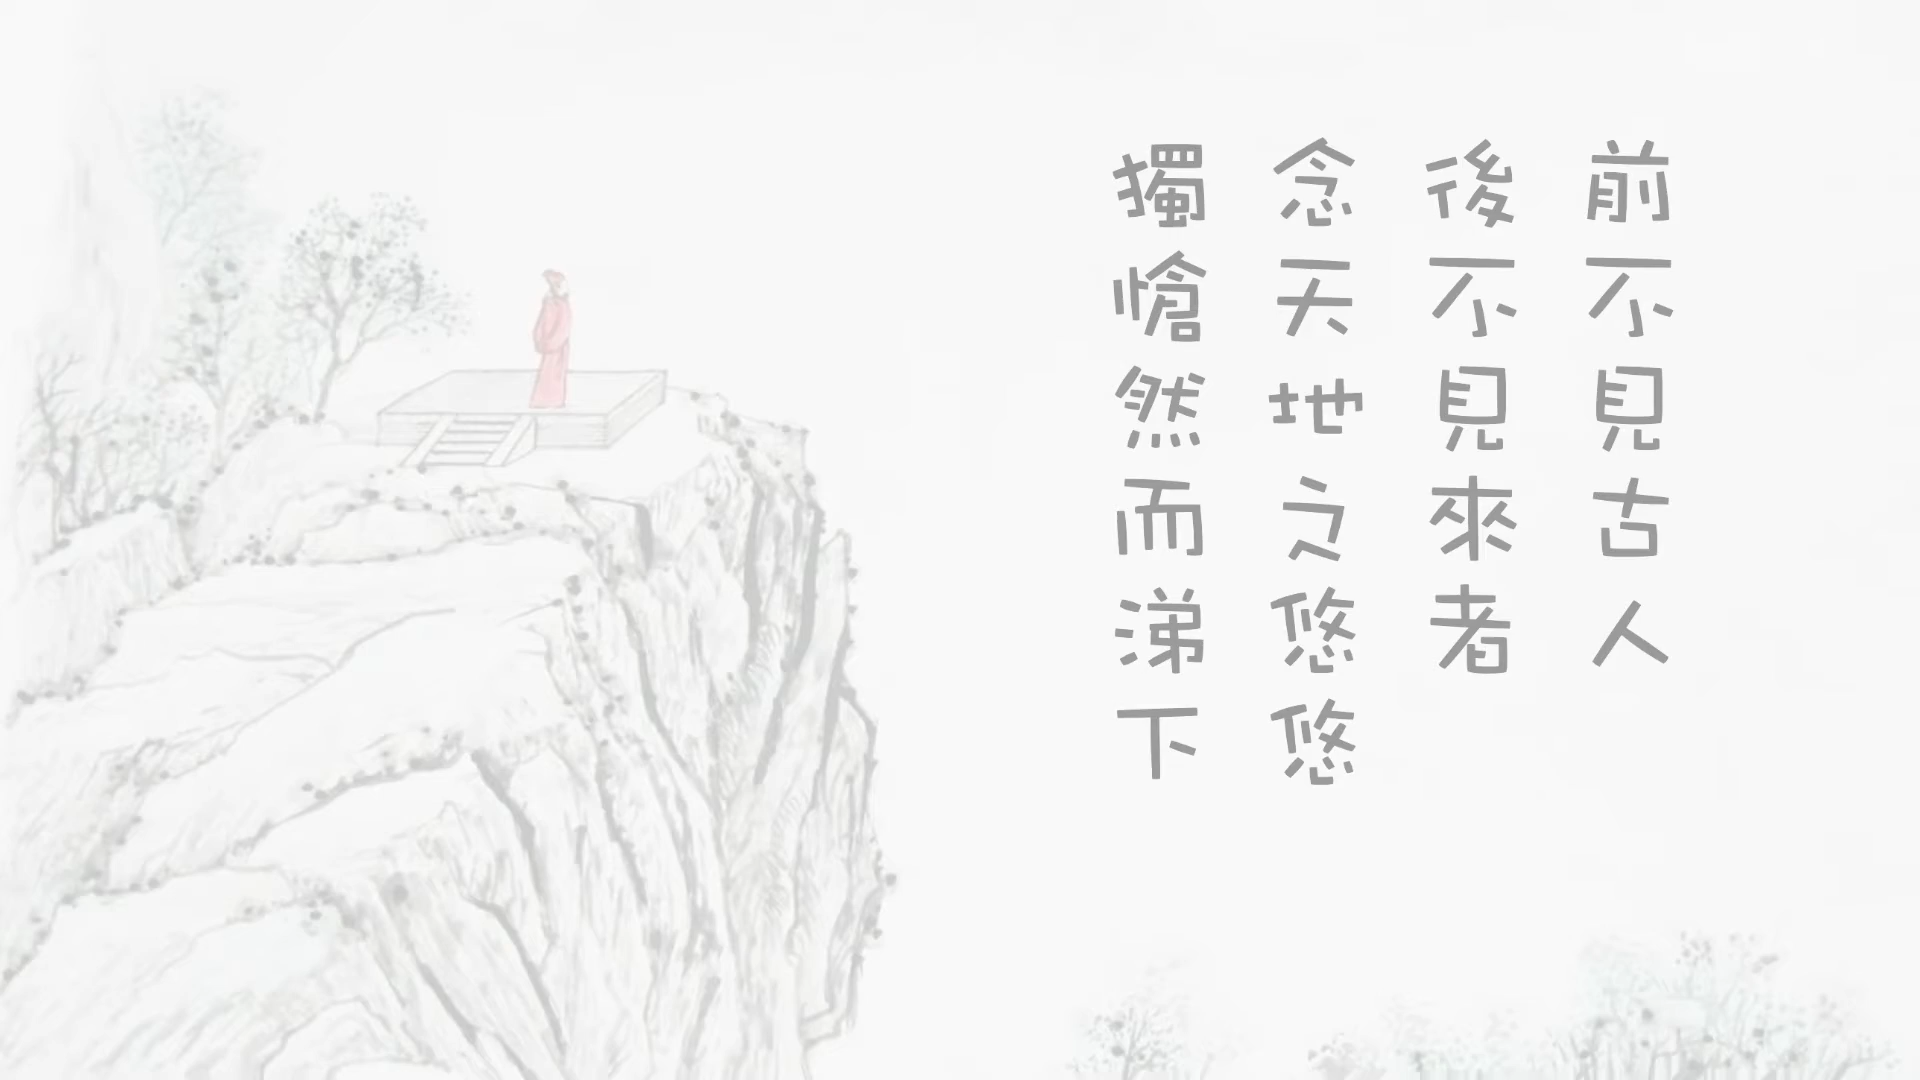 前不見古人
後不見來者
念天地之悠悠
獨愴然而涕下